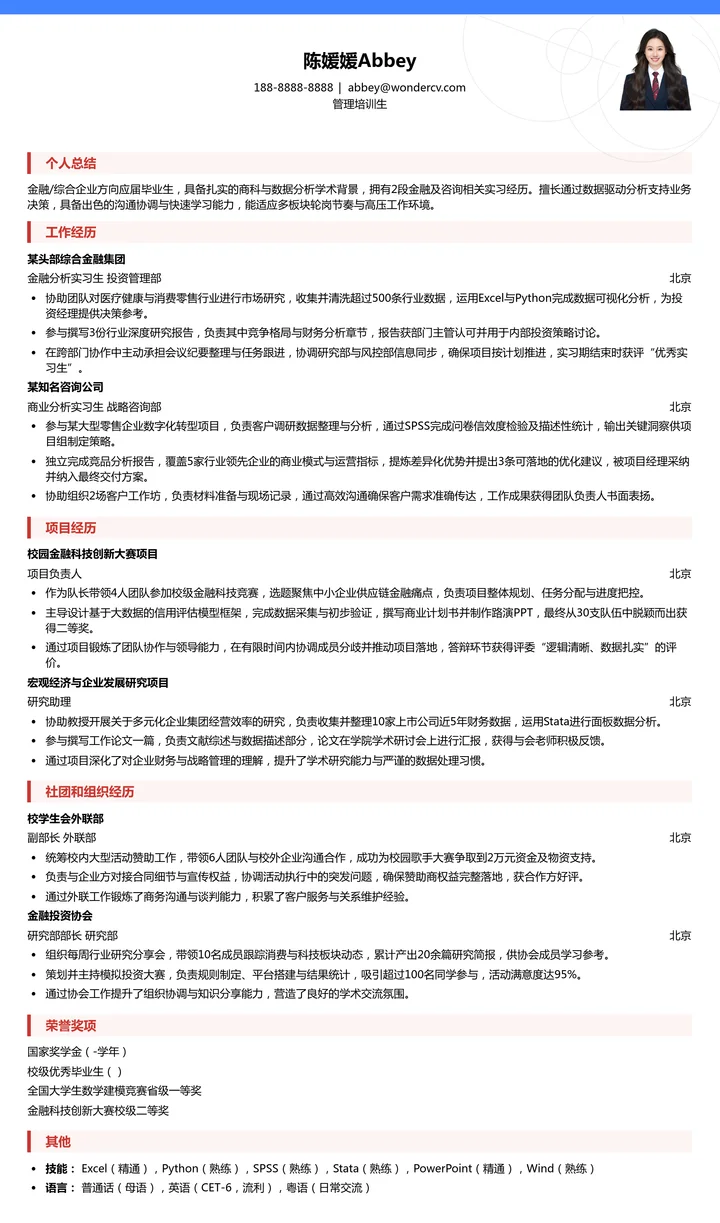 陈媛媛Abbey
188-8888-8888 | abbey@wondercv.com
管理培训生
个人总结
金融/综合企业方向应届毕业生，具备扎实的商科与数据分析学术背景，拥有2段金融及咨询相关实习经历。擅长通过数据驱动分析支持业务
决策，具备出色的沟通协调与快速学习能力，能适应多板块轮岗节奏与高压工作环境。
工作经历
某头部综合金融集团
金融分析实习生 投资管理部 北京
• 协助团队对医疗健康与消费零售行业进行市场研究，收集并清洗超过500条行业数据，运用Excel与Python完成数据可视化分析，为投
资经理提供决策参考。
• 参与撰写3份行业深度研究报告，负责其中竞争格局与财务分析章节，报告获部门主管认可并用于内部投资策略讨论。
• 在跨部门协作中主动承担会议纪要整理与任务跟进，协调研究部与风控部信息同步，确保项目按计划推进，实习期结束时获评“优秀实
习生”。
某知名咨询公司
商业分析实习生 战略咨询部 北京
• 参与某大型零售企业数字化转型项目，负责客户调研数据整理与分析，通过SPSS完成问卷信效度检验及描述性统计，输出关键洞察供项
目组制定策略。
• 独立完成竞品分析报告，覆盖5家行业领先企业的商业模式与运营指标，提炼差异化优势并提出3条可落地的优化建议，被项目经理采纳
并纳入最终交付方案。
• 协助组织2场客户工作坊，负责材料准备与现场记录，通过高效沟通确保客户需求准确传达，工作成果获得团队负责人书面表扬。
项目经历
校园金融科技创新大赛项目
项目负责人 北京
• 作为队长带领4人团队参加校级金融科技竞赛，选题聚焦中小企业供应链金融痛点，负责项目整体规划、任务分配与进度把控。
• 主导设计基于大数据的信用评估模型框架，完成数据采集与初步验证，撰写商业计划书并制作路演PPT，最终从30支队伍中脱颖而出获
得二等奖。
• 通过项目锻炼了团队协作与领导能力，在有限时间内协调成员分歧并推动项目落地，答辩环节获得评委“逻辑清晰、数据扎实”的评
价。
宏观经济与企业发展研究项目
研究助理 北京
• 协助教授开展关于多元化企业集团经营效率的研究，负责收集并整理10家上市公司近5年财务数据，运用Stata进行面板数据分析。
• 参与撰写工作论文一篇，负责文献综述与数据描述部分，论文在学院学术研讨会上进行汇报，获得与会老师积极反馈。
• 通过项目深化了对企业财务与战略管理的理解，提升了学术研究能力与严谨的数据处理习惯。
社团和组织经历
校学生会外联部
副部长 外联部 北京
• 统筹校内大型活动赞助工作，带领6人团队与校外企业沟通合作，成功为校园歌手大赛争取到2万元资金及物资支持。
• 负责与企业方对接合同细节与宣传权益，协调活动执行中的突发问题，确保赞助商权益完整落地，获合作方好评。
• 通过外联工作锻炼了商务沟通与谈判能力，积累了客户服务与关系维护经验。
金融投资协会
研究部部长 研究部 北京
• 组织每周行业研究分享会，带领10名成员跟踪消费与科技板块动态，累计产出20余篇研究简报，供协会成员学习参考。
• 策划并主持模拟投资大赛，负责规则制定、平台搭建与结果统计，吸引超过100名同学参与，活动满意度达95%。
• 通过协会工作提升了组织协调与知识分享能力，营造了良好的学术交流氛围。
荣誉奖项
国家奖学金（-学年）
校级优秀毕业生（ ）
全国大学生数学建模竞赛省级一等奖
金融科技创新大赛校级二等奖
其他
• 技能： Excel（精通），Python（熟练），SPSS（熟练），Stata（熟练），PowerPoint（精通），Wind（熟练）
• 语言： 普通话（母语），英语（CET-6，流利），粤语（日常交流）